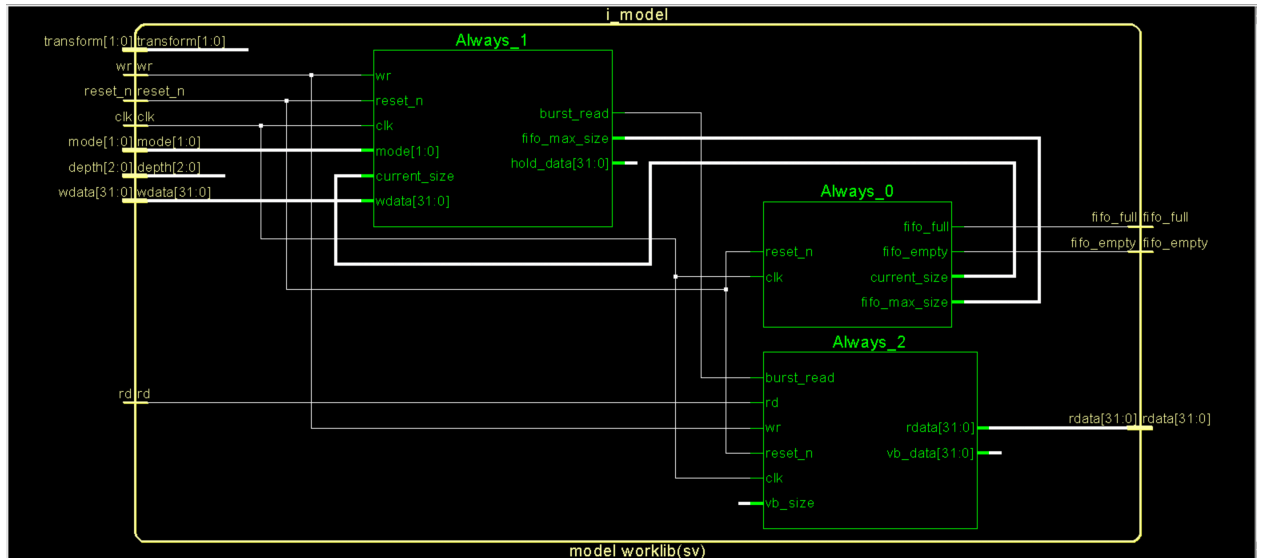 i_model
transform[1:0] transform[1:0]
wr wr
reset_n reset_n
clk clk
mode[1:0] mode[1:0]
depth[2:0] depth[2:0]
wdata[31:0] wdata[31:0]
rd rd
Always_1
wr
reset_n
clk
mode[1:0]
current_size
wdata[31:0]
burst_read
fifo_max_size
hold_data[31:0]
Always_0
reset_n
clk
fifo_full
fifo_empty
current_size
fifo_max_size
Always_2
burst_read
rd
wr
reset_n
clk
vb_size
rdata[31:0]
vb_data[31:0]
fifo_full fifo_full
fifo_empty fifo_empty
rdata[31:0] rdata[31:0]
model worklib(sv)